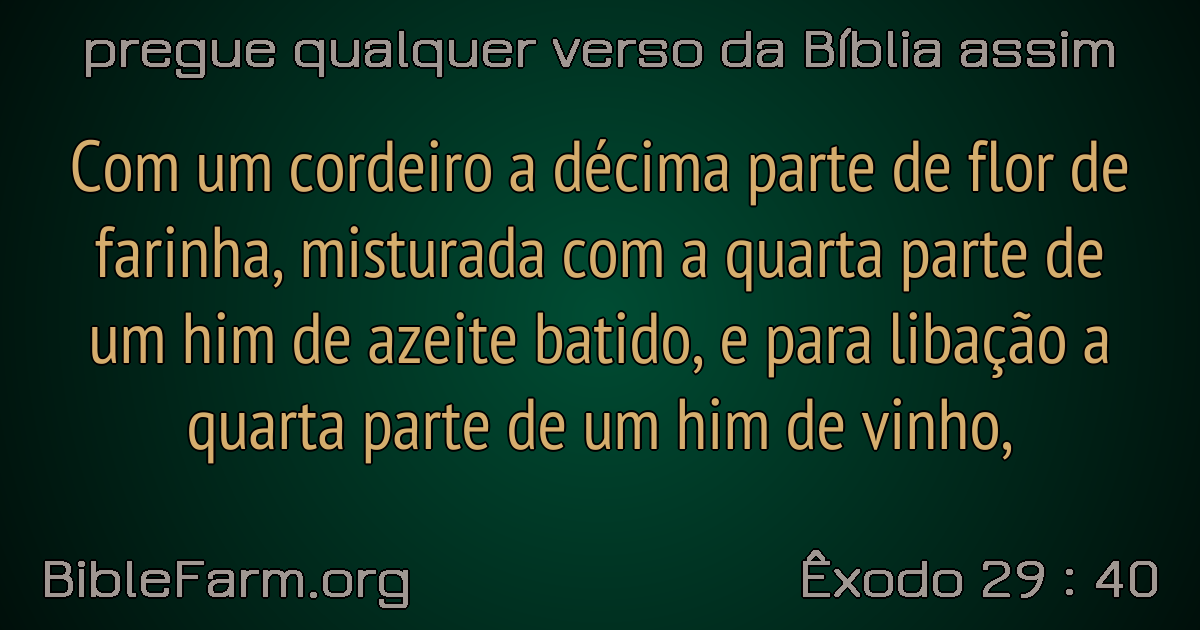 pregue qualquer verso da Bíblia assim
Com um cordeiro a décima parte de flor de
farinha, misturada com a quarta parte de
um him de azeite batido, e para libação a
quarta parte de um him de vinho,
BibleFarm.org
Êxodo 29 : 40